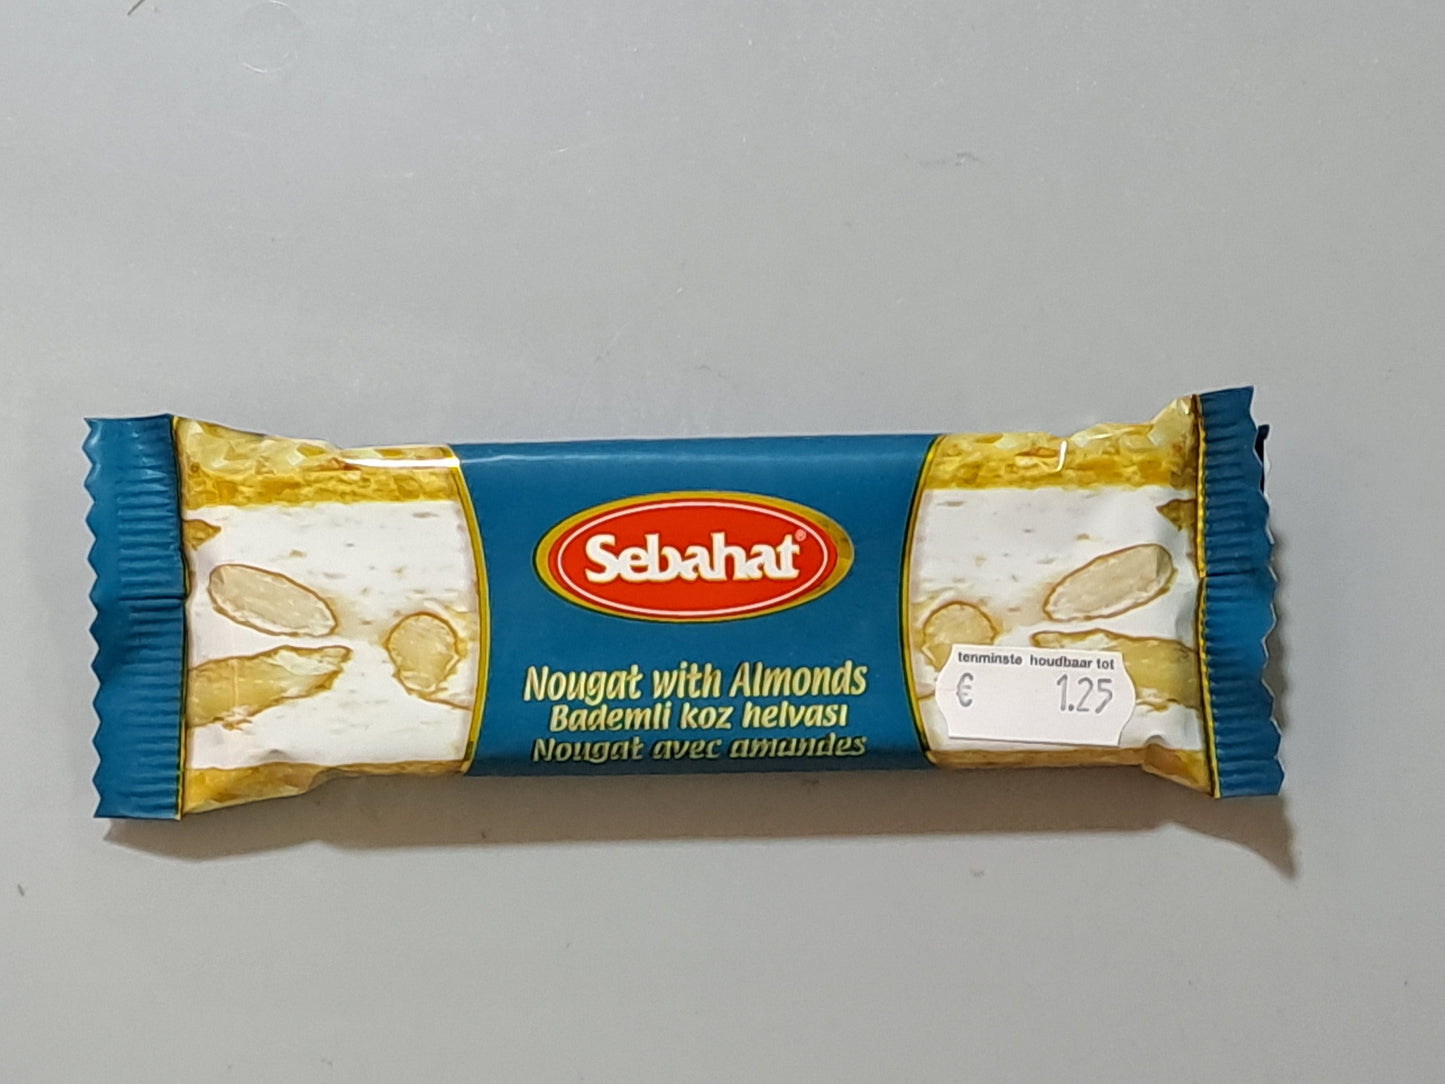 Sebahat®
Nougat with Almonds
Bademli koz helvası
Nougat avec amandes
tenminste houdbaar tot
€ 1.25